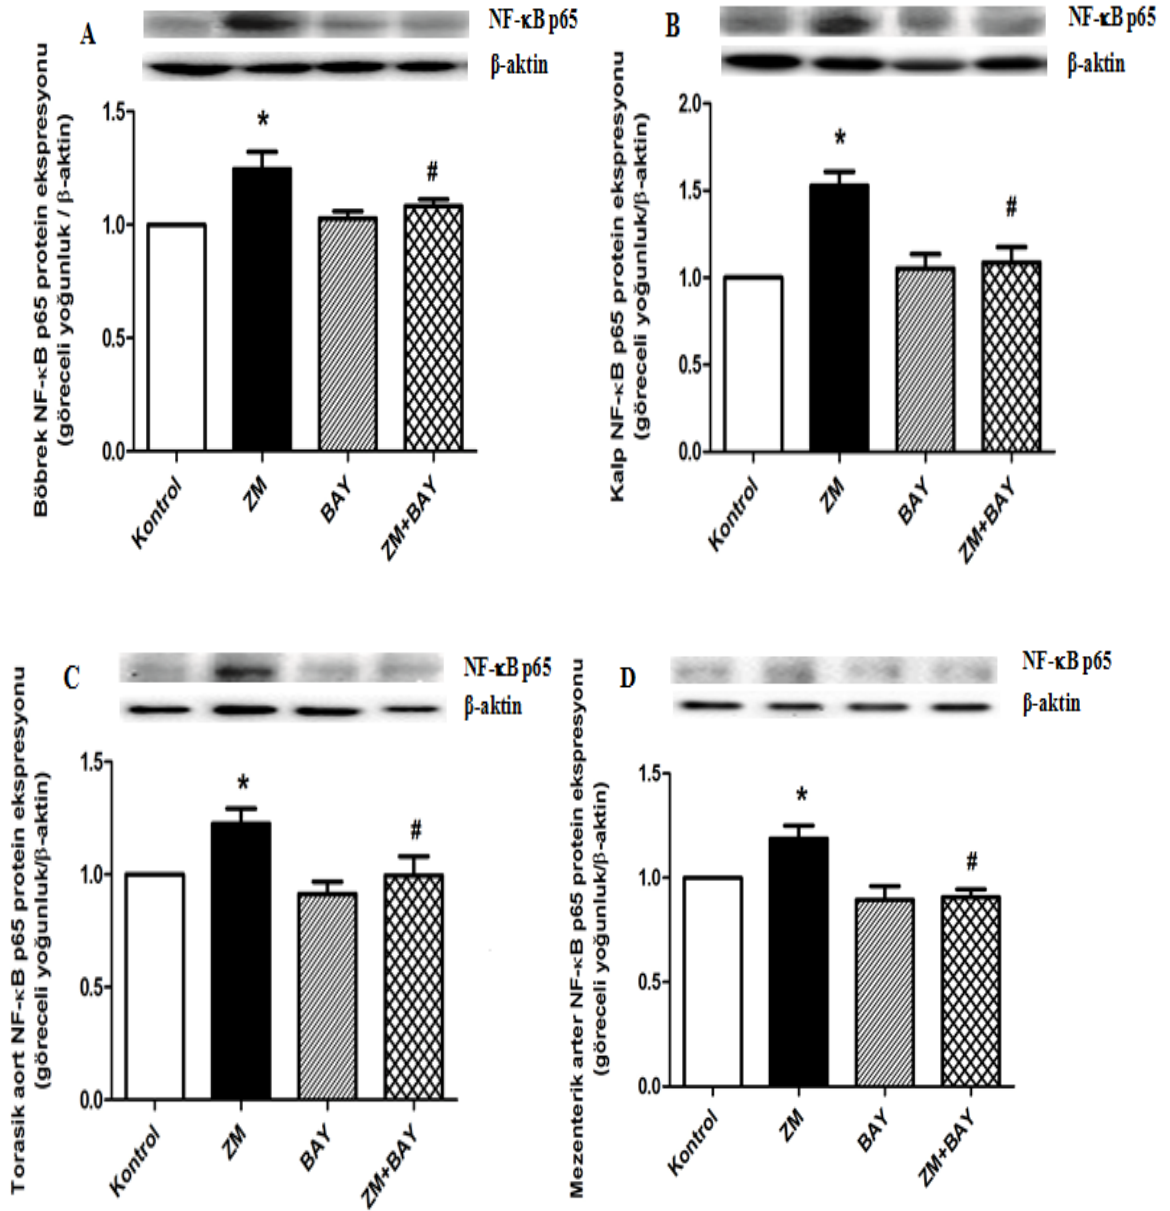 A
NF-κB p65
β-aktin
Böbrek NF-κB p65 protein ekspresyonu
(göreceli yoğunluk / β-aktin)
1.5
1.0
0.5
0.0
*
#
Kontrol
ZM
BAY
ZM+BAY
B
NF-κB p65
β-aktin
Kalp NF-κB p65 protein ekspresyonu
(göreceli yoğunluk/β-aktin)
2.0
1.5
1.0
0.5
0.0
*
#
Kontrol
ZM
BAY
ZM+BAY
C
NF-κB p65
β-aktin
Torasik aort NF-κB p65 protein ekspresyonu
(göreceli yoğunluk/β-aktin)
1.5
1.0
0.5
0.0
*
#
Kontrol
ZM
BAY
ZM+BAY
D
NF-κB p65
β-aktin
Mezenterik arter NF-κB p65 protein ekspresyonu
(göreceli yoğunluk/β-aktin)
1.5
1.0
0.5
0.0
*
#
Kontrol
ZM
BAY
ZM+BAY